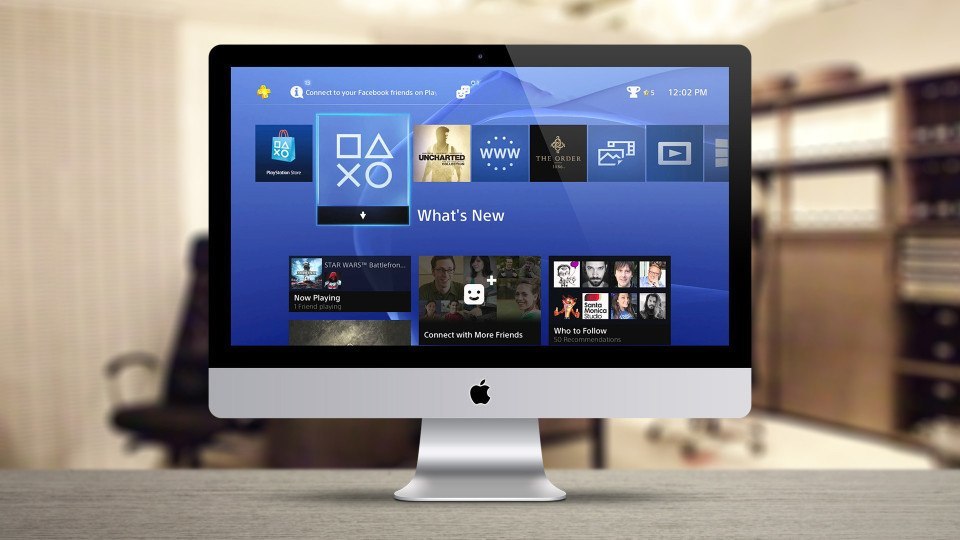 Connect to your Facebook friends on Play
5
12:02 PM
PlayStation Store
UNCHARTED
COLLECTION
WWW
THE ORDER
1886
What's New
STAR WARS™ Battlefron...
Now Playing
1 Friend playing
Connect with More Friends
Santa
Monica
Studio
Who to Follow
50 Recommendations